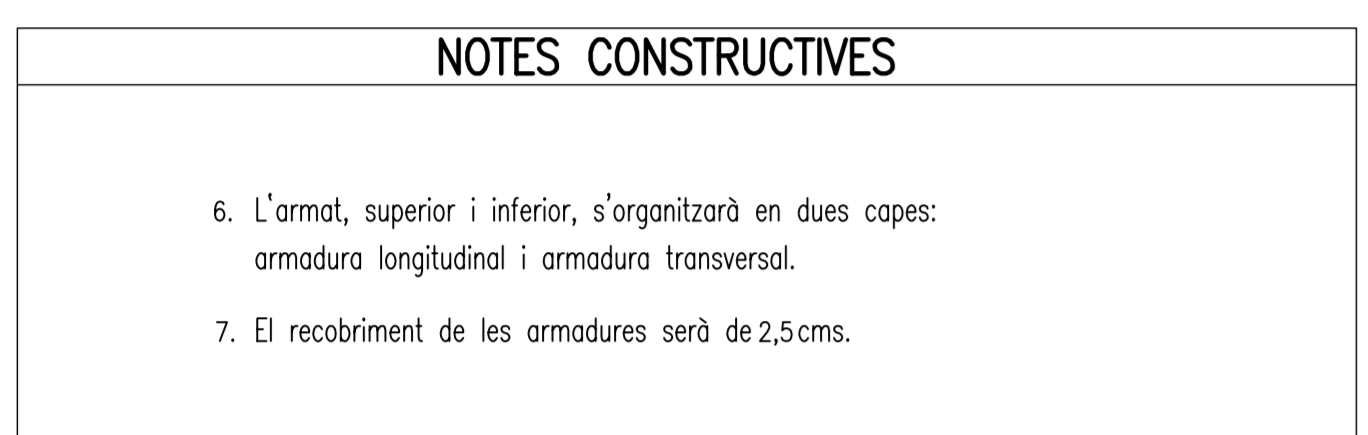 NOTES CONSTRUCTIVES
6. L'armat, superior i inferior, s'organitzarà en dues capes:
armadura longitudinal i armadura transversal.
7. El recobriment de les armadures serà de 2,5 cms.